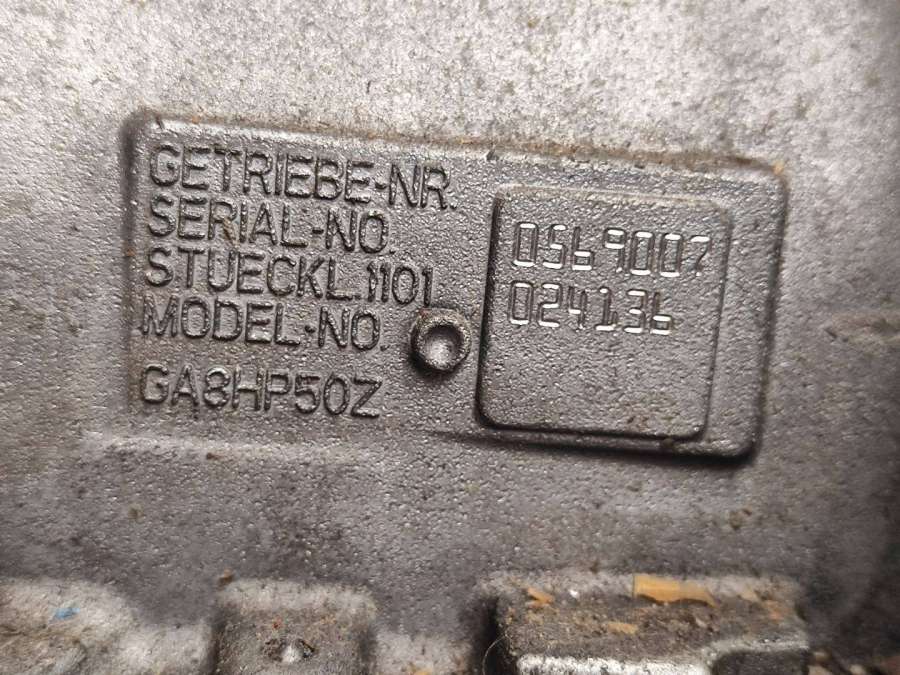 GETRIEBE-NR.
SERIAL-NO.
0569007
STUECKL.1101
024136
MODEL-NO.
GA8HP50Z